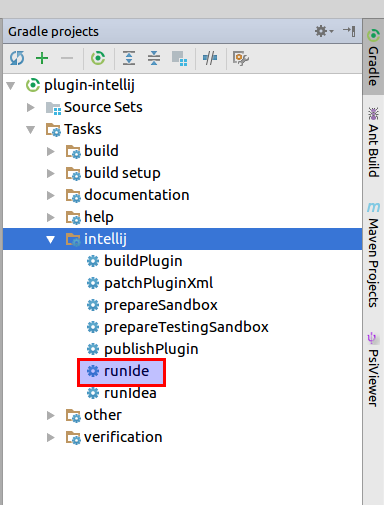 Gradle projects
plugin-intellij
Source Sets
Tasks
build
build setup
documentation
help
intellij
buildPlugin
patchPluginXml
prepareSandbox
prepareTestingSandbox
publishPlugin
runIde
runIdea
other
verification
Gradle
Ant Build
m
Maven Projects
PsiViewer